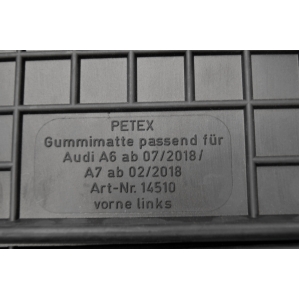 PETEX
Gummimatte passend für
Audi A6 ab 07/2018/
A7 ab 02/2018
Art-Nr. 14510
vorne links